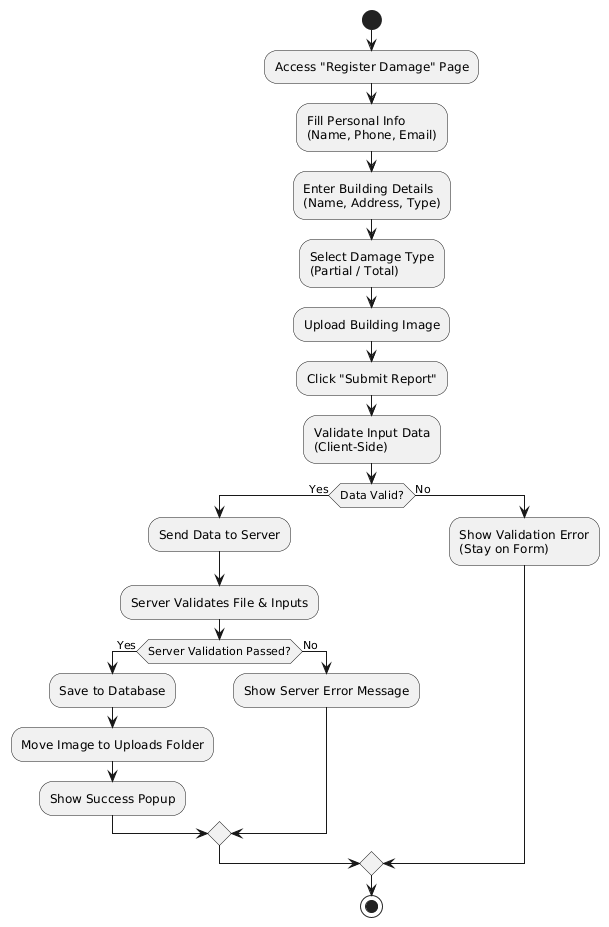 Access "Register Damage" Page
Fill Personal Info
(Name, Phone, Email)
Enter Building Details
(Name, Address, Type)
Select Damage Type
(Partial / Total)
Upload Building Image
Click "Submit Report"
Validate Input Data
(Client-Side)
Data Valid?
Yes
No
Send Data to Server
Show Validation Error
(Stay on Form)
Server Validates File & Inputs
Server Validation Passed?
Yes
No
Save to Database
Show Server Error Message
Move Image to Uploads Folder
Show Success Popup